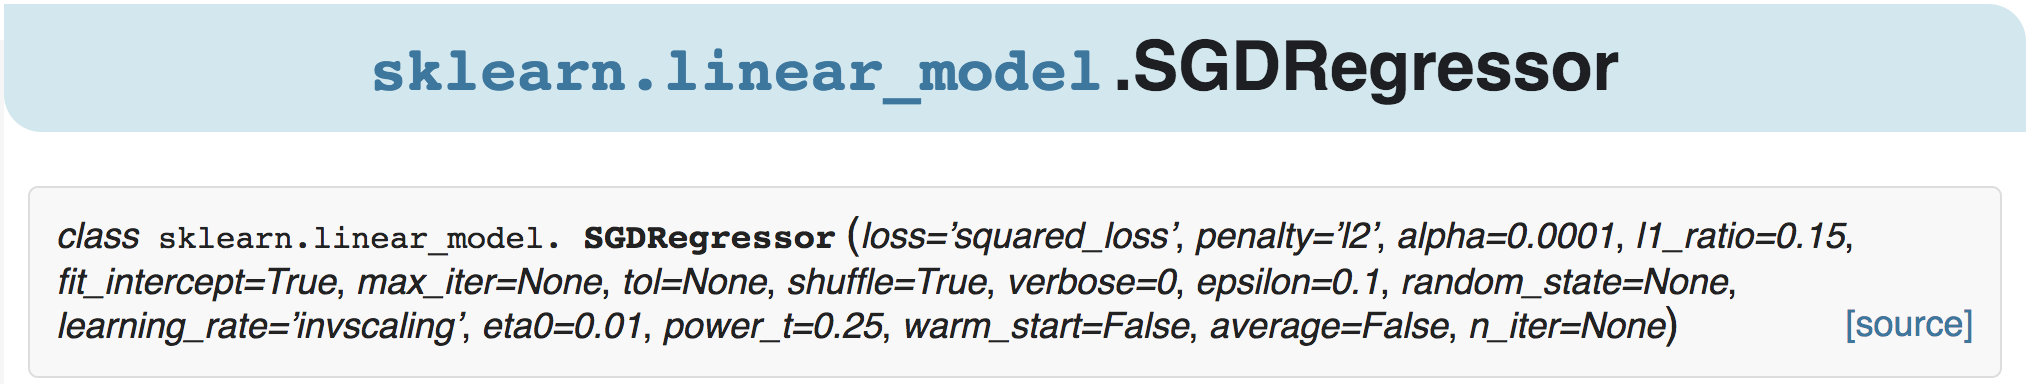 sklearn.linear_model.SGDRegressor
class sklearn.linear_model. SGDRegressor (loss=’squared_loss’, penalty=’l2’, alpha=0.0001, l1_ratio=0.15,
fit_intercept=True, max_iter=None, tol=None, shuffle=True, verbose=0, epsilon=0.1, random_state=None,
learning_rate=’invscaling’, eta0=0.01, power_t=0.25, warm_start=False, average=False, n_iter=None) [source]